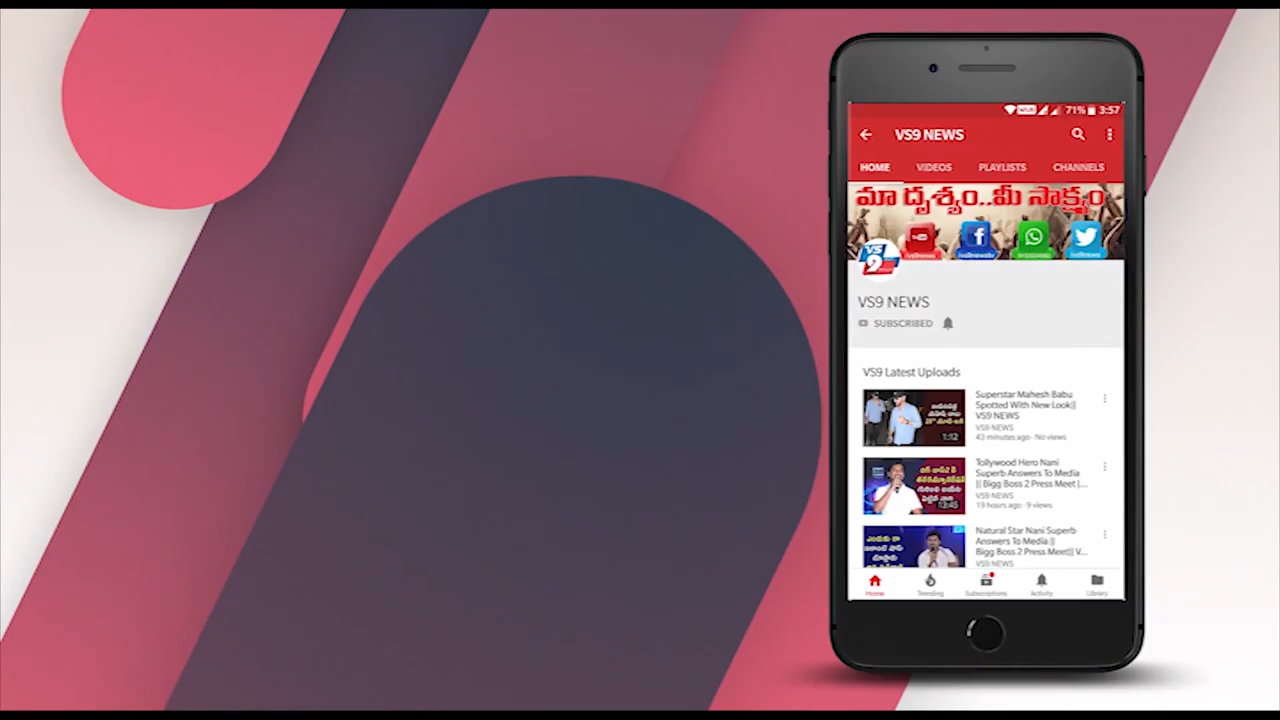 71% 3:57
VS9 NEWS
HOME VIDEOS PLAYLISTS CHANNELS
మా దృశ్యం..మీ సాక్ష్యం
VS
9
VS9 NEWS
SUBSCRIBED
VS9 Latest Uploads
Superstar Mahesh Babu
Spotted With New Look||
VS9 NEWS
VS9 NEWS
43 minutes ago · No views
1:12
Tollywood Hero Nani
Superb Answers To Media
|| Bigg Boss 2 Press Meet |...
VS9 NEWS
19 hours ago · 9 views
13:45
Natural Star Nani Superb
Answers To Media ||
Bigg Boss 2 Press Meet|| V...
VS9 NEWS
Home Trending Subscriptions Activity Library